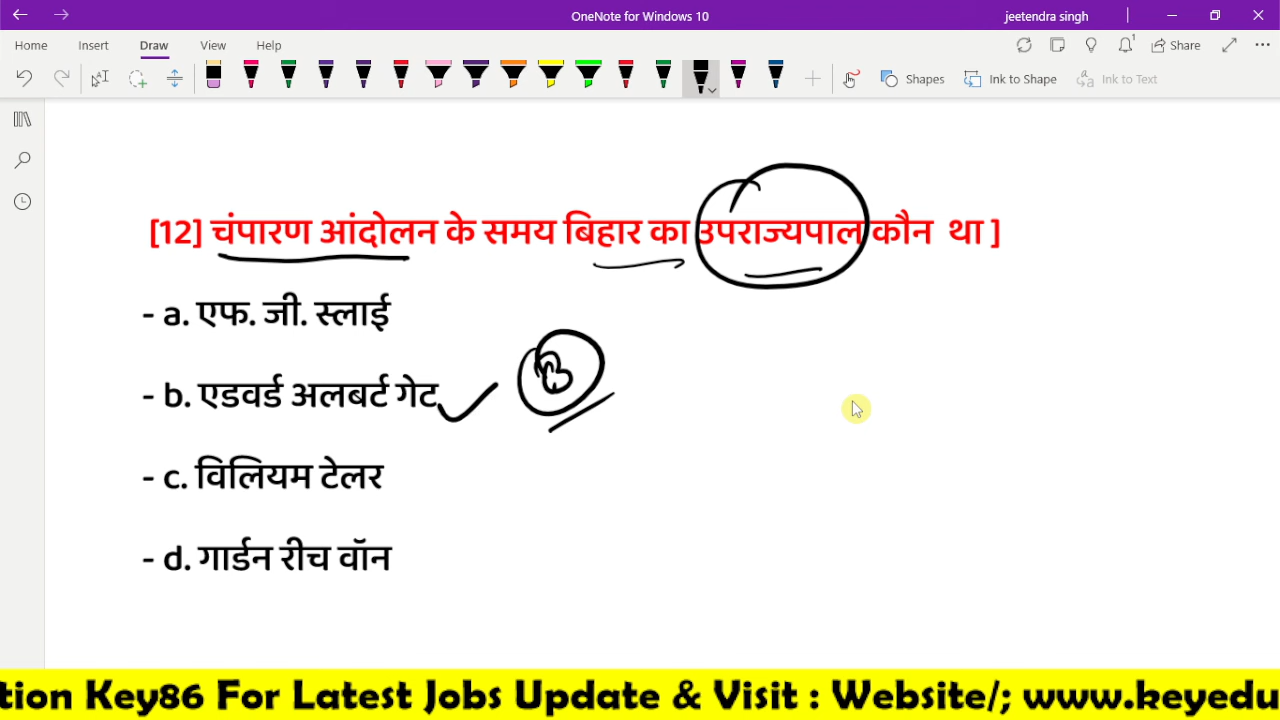 OneNote for Windows 10
jeetendra singh
Home Insert Draw View Help
Share
Shapes Ink to Shape Ink to Text
[12] चंपारण आंदोलन के समय बिहार का उपराज्यपाल कौन था ]
- a. एफ. जी. स्लाई
- b. एडवर्ड अलबर्ट गेट
B
- c. विलियम टेलर
- d. गार्डन रीच वॉन
tion Key86 For Latest Jobs Update & Visit : Website/; www.keyedu